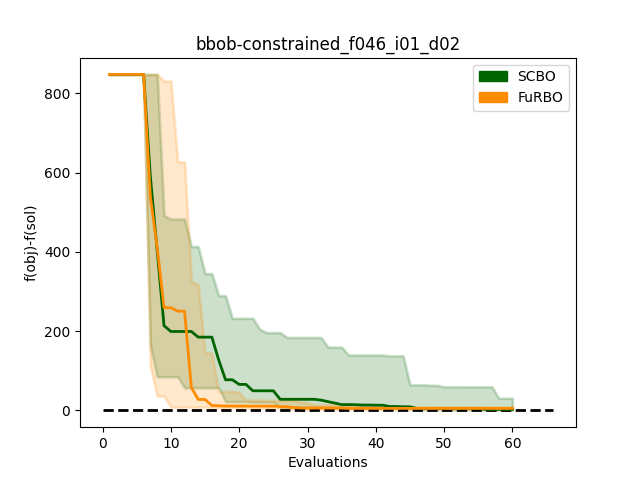 bbob-constrained_f046_i01_d02
SCBO
FuRBO
f(obj)-f(sol)
800
600
400
200
0
0 10 20 30 40 50 60
Evaluations